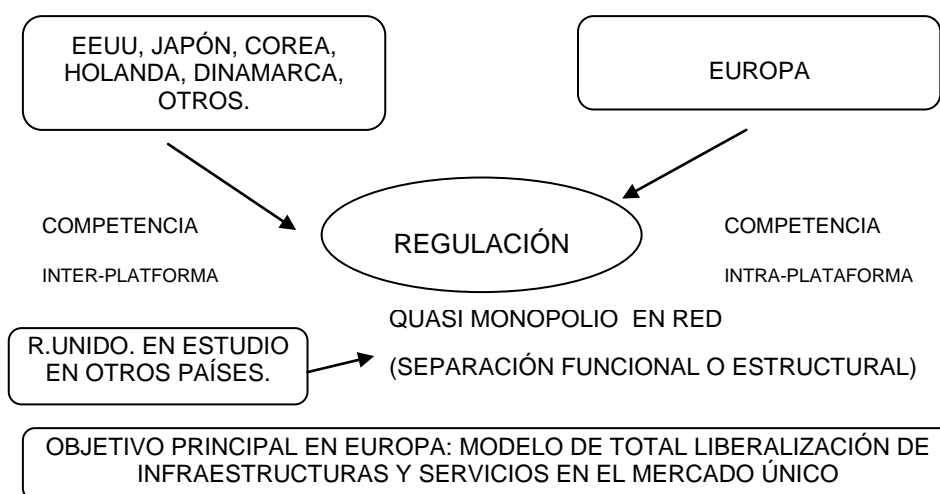 EEUU, JAPÓN, COREA,
HOLANDA, DINAMARCA,
OTROS.
EUROPA
COMPETENCIA
INTER-PLATFORMA
REGULACIÓN
COMPETENCIA
INTRA-PLATAFORMA
QUASI MONOPOLIO EN RED
(SEPARACIÓN FUNCIONAL O ESTRUCTURAL)
R.UNIDO. EN ESTUDIO
EN OTROS PAÍSES.
OBJETIVO PRINCIPAL EN EUROPA: MODELO DE TOTAL LIBERALIZACIÓN DE
INFRAESTRUCTURAS Y SERVICIOS EN EL MERCADO ÚNICO